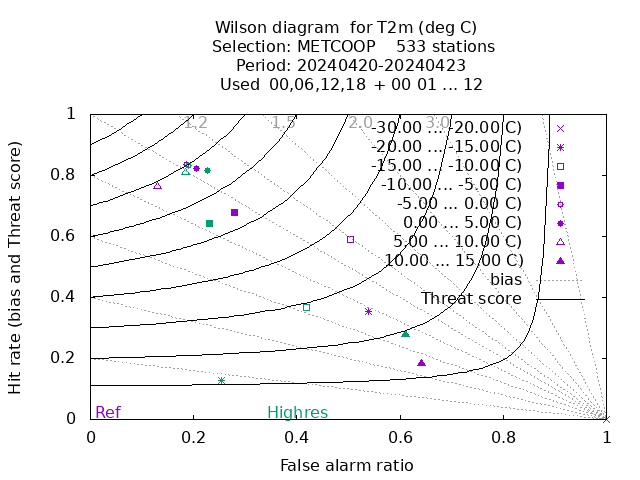 Wilson diagram for T2m (deg C)
Selection: METCOOP 533 stations
Period: 20240420-20240423
Used 00,06,12,18 + 00 01 ... 12
Hit rate (bias and Threat score)
1
0.8
0.6
0.4
0.2
0
1.2
1.5
2.0
3.0
-30.00 ... -20.00 C)
-20.00 ... -15.00 C)
-15.00 ... -10.00 C)
-10.00 ... -5.00 C)
-5.00 ... 0.00 C)
0.00 ... 5.00 C)
5.00 ... 10.00 C)
10.00 ... 15.00 C)
bias
Threat score
Ref
Highres
0
0.2
0.4
0.6
0.8
1
False alarm ratio